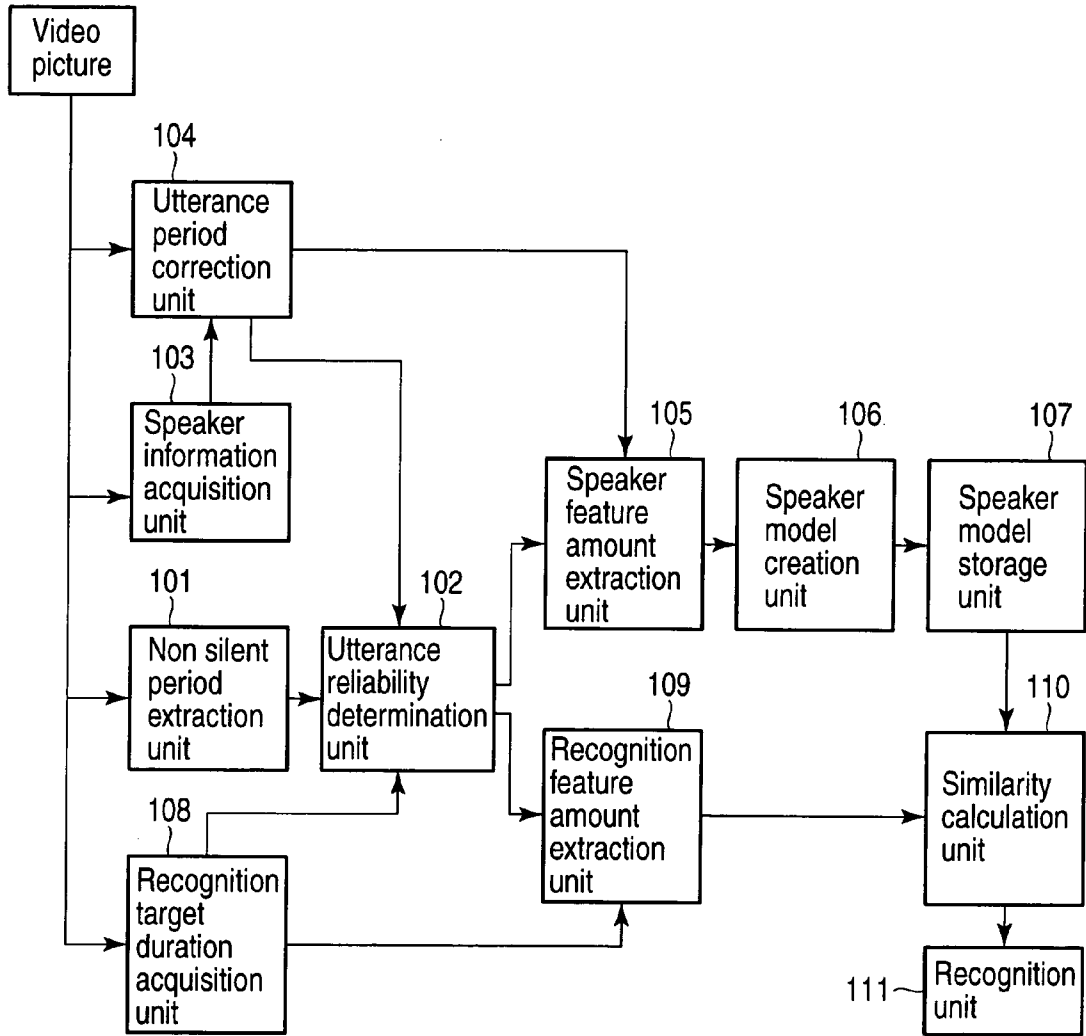 Video
picture
104
Utterance
period
correction
unit
103
Speaker
information
acquisition
unit
105
Speaker
feature
amount
extraction
unit
106
Speaker
model
creation
unit
107
Speaker
model
storage
unit
101
Non silent
period
extraction
unit
102
Utterance
reliability
determination
unit
109
Recognition
feature
amount
extraction
unit
110
Similarity
calculation
unit
108
Recognition
target
duration
acquisition
unit
111
Recognition
unit